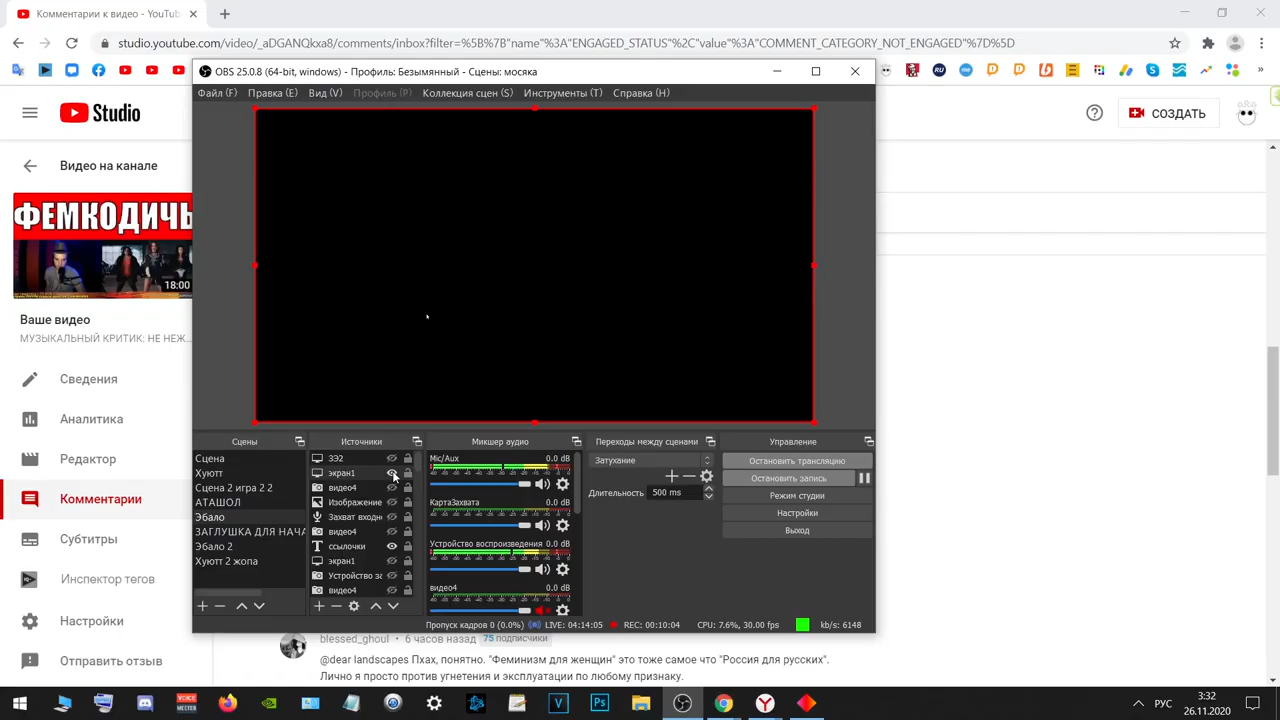 Комментарии к видео - YouTub
studio.youtube.com/video/_aDGANQkxa8/comments/inbox?filter=%5B%7B"name"%3A"ENGAGED_STATUS"%2C"value"%3A"COMMENT_CATEGORY_NOT_ENGAGED"%7D%5D
Studio
СОЗДАТЬ
Видео на канале
ФЕМКОДИЧЬ
18:00
Ваше видео
МУЗЫКАЛЬНЫЙ КРИТИК: НЕ НЕЖ...
Сведения
Аналитика
Редактор
Комментарии
Субтитры
Инспектор тегов
Настройки
Отправить отзыв
OBS 25.0.8 (64-bit, windows) - Профиль: Безымянный - Сцены: мосяка
Файл (F) Правка (E) Вид (V) Профиль (P) Коллекция сцен (S) Инструменты (T) Справка (H)
Сцены
Сцена
Хуютт
Сцена 2 игра 2 2
АТАШОЛ
Эбало
ЗАГЛУШКА ДЛЯ НАЧА
Эбало 2
Хуютт 2 жопа
Источники
ЭЭ2
экран1
видео4
Изображение
Захват входн
видео4
ссылочки
экран1
Устройство за
видео4
Микшер аудио
Mic/Aux 0.0 dB
КартаЗахвата 0.0 dB
Устройство воспроизведения 0.0 dB
видео4 0.0 dB
Переходы между сценами
Затухание
Длительность 500 ms
Управление
Остановить трансляцию
Остановить запись
Режим студии
Настройки
Выход
Пропуск кадров 0 (0.0%) LIVE: 04:14:05 REC: 00:10:04 CPU: 7.6%, 30.00 fps kb/s: 6148
blessed_ghoul • 6 часов назад 75 подписчики
@dear landscapes Пхах, понятно. "Феминизм для женщин" это тоже самое что "Россия для русских".
Лично я просто против угнетения и эксплуатации по любому признаку.
РУС
3:32
26.11.2020